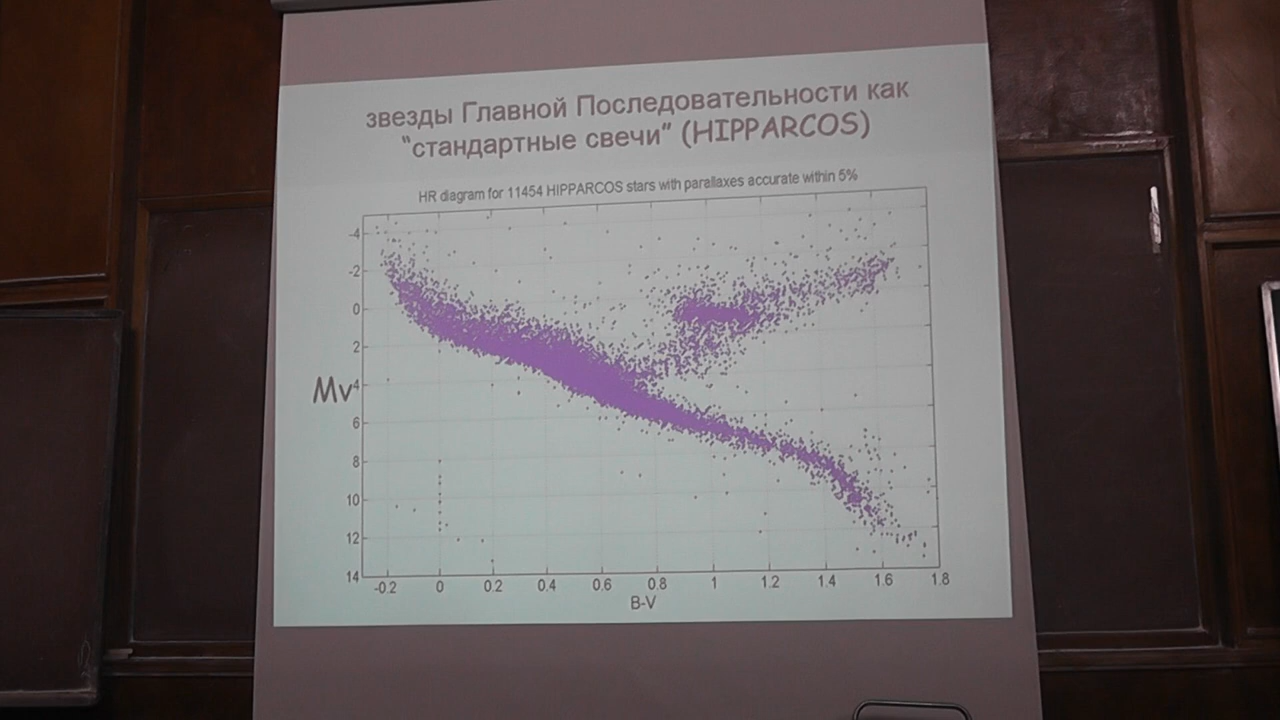 звезды Главной Последовательности как
“стандартные свечи” (HIPPARCOS)
HR diagram for 11454 HIPPARCOS stars with parallaxes accurate within 5%
-4
-2
0
2
Mv 4
6
8
10
12
14
-0.2 0 0.2 0.4 0.6 0.8 1 1.2 1.4 1.6 1.8
B-V